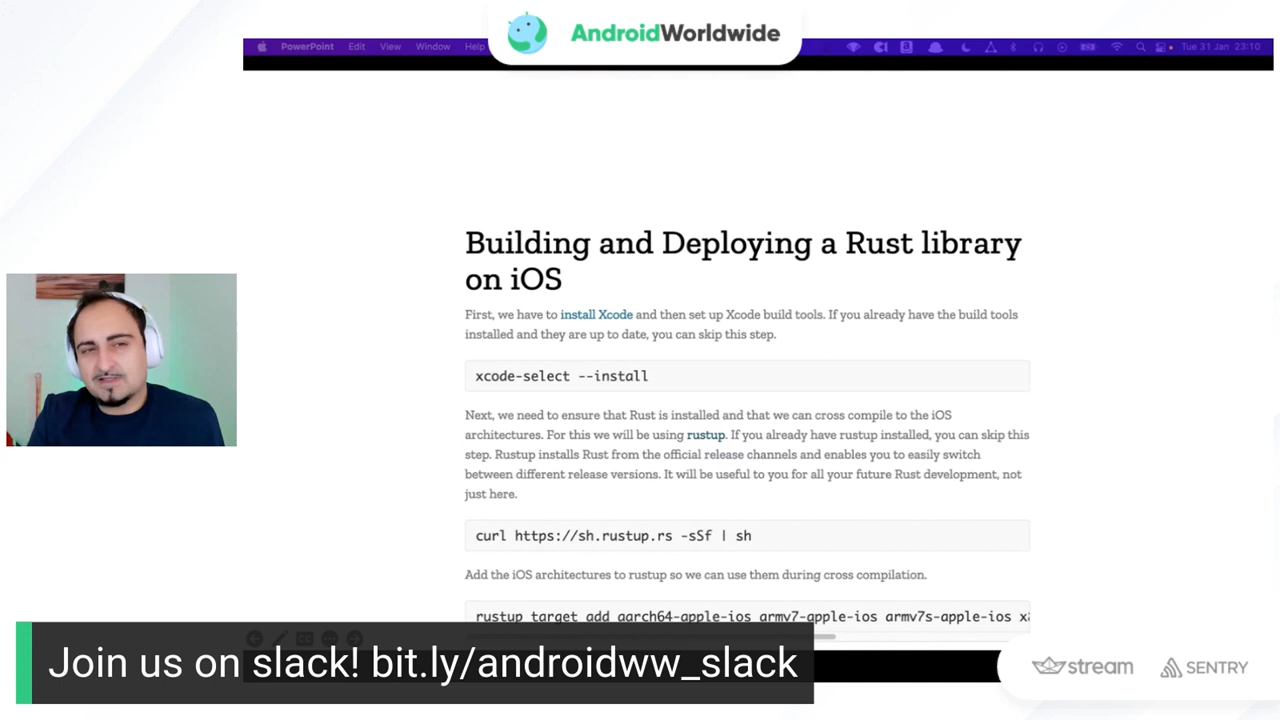 AndroidWorldwide
PowerPoint Edit View Window Help
Tue 31 Jan 23:10
Building and Deploying a Rust library
on iOS
First, we have to install Xcode and then set up Xcode build tools. If you already have the build tools
installed and they are up to date, you can skip this step.
xcode-select --install
Next, we need to ensure that Rust is installed and that we can cross compile to the iOS
architectures. For this we will be using rustup. If you already have rustup installed, you can skip this
step. Rustup installs Rust from the official release channels and enables you to easily switch
between different release versions. It will be useful to you for all your future Rust development, not
just here.
curl https://sh.rustup.rs -sSf | sh
Add the iOS architectures to rustup so we can use them during cross compilation.
rustup target add aarch64-apple-ios armv7-apple-ios armv7s-apple-ios
Join us on slack! bit.ly/androidww_slack
stream
SENTRY